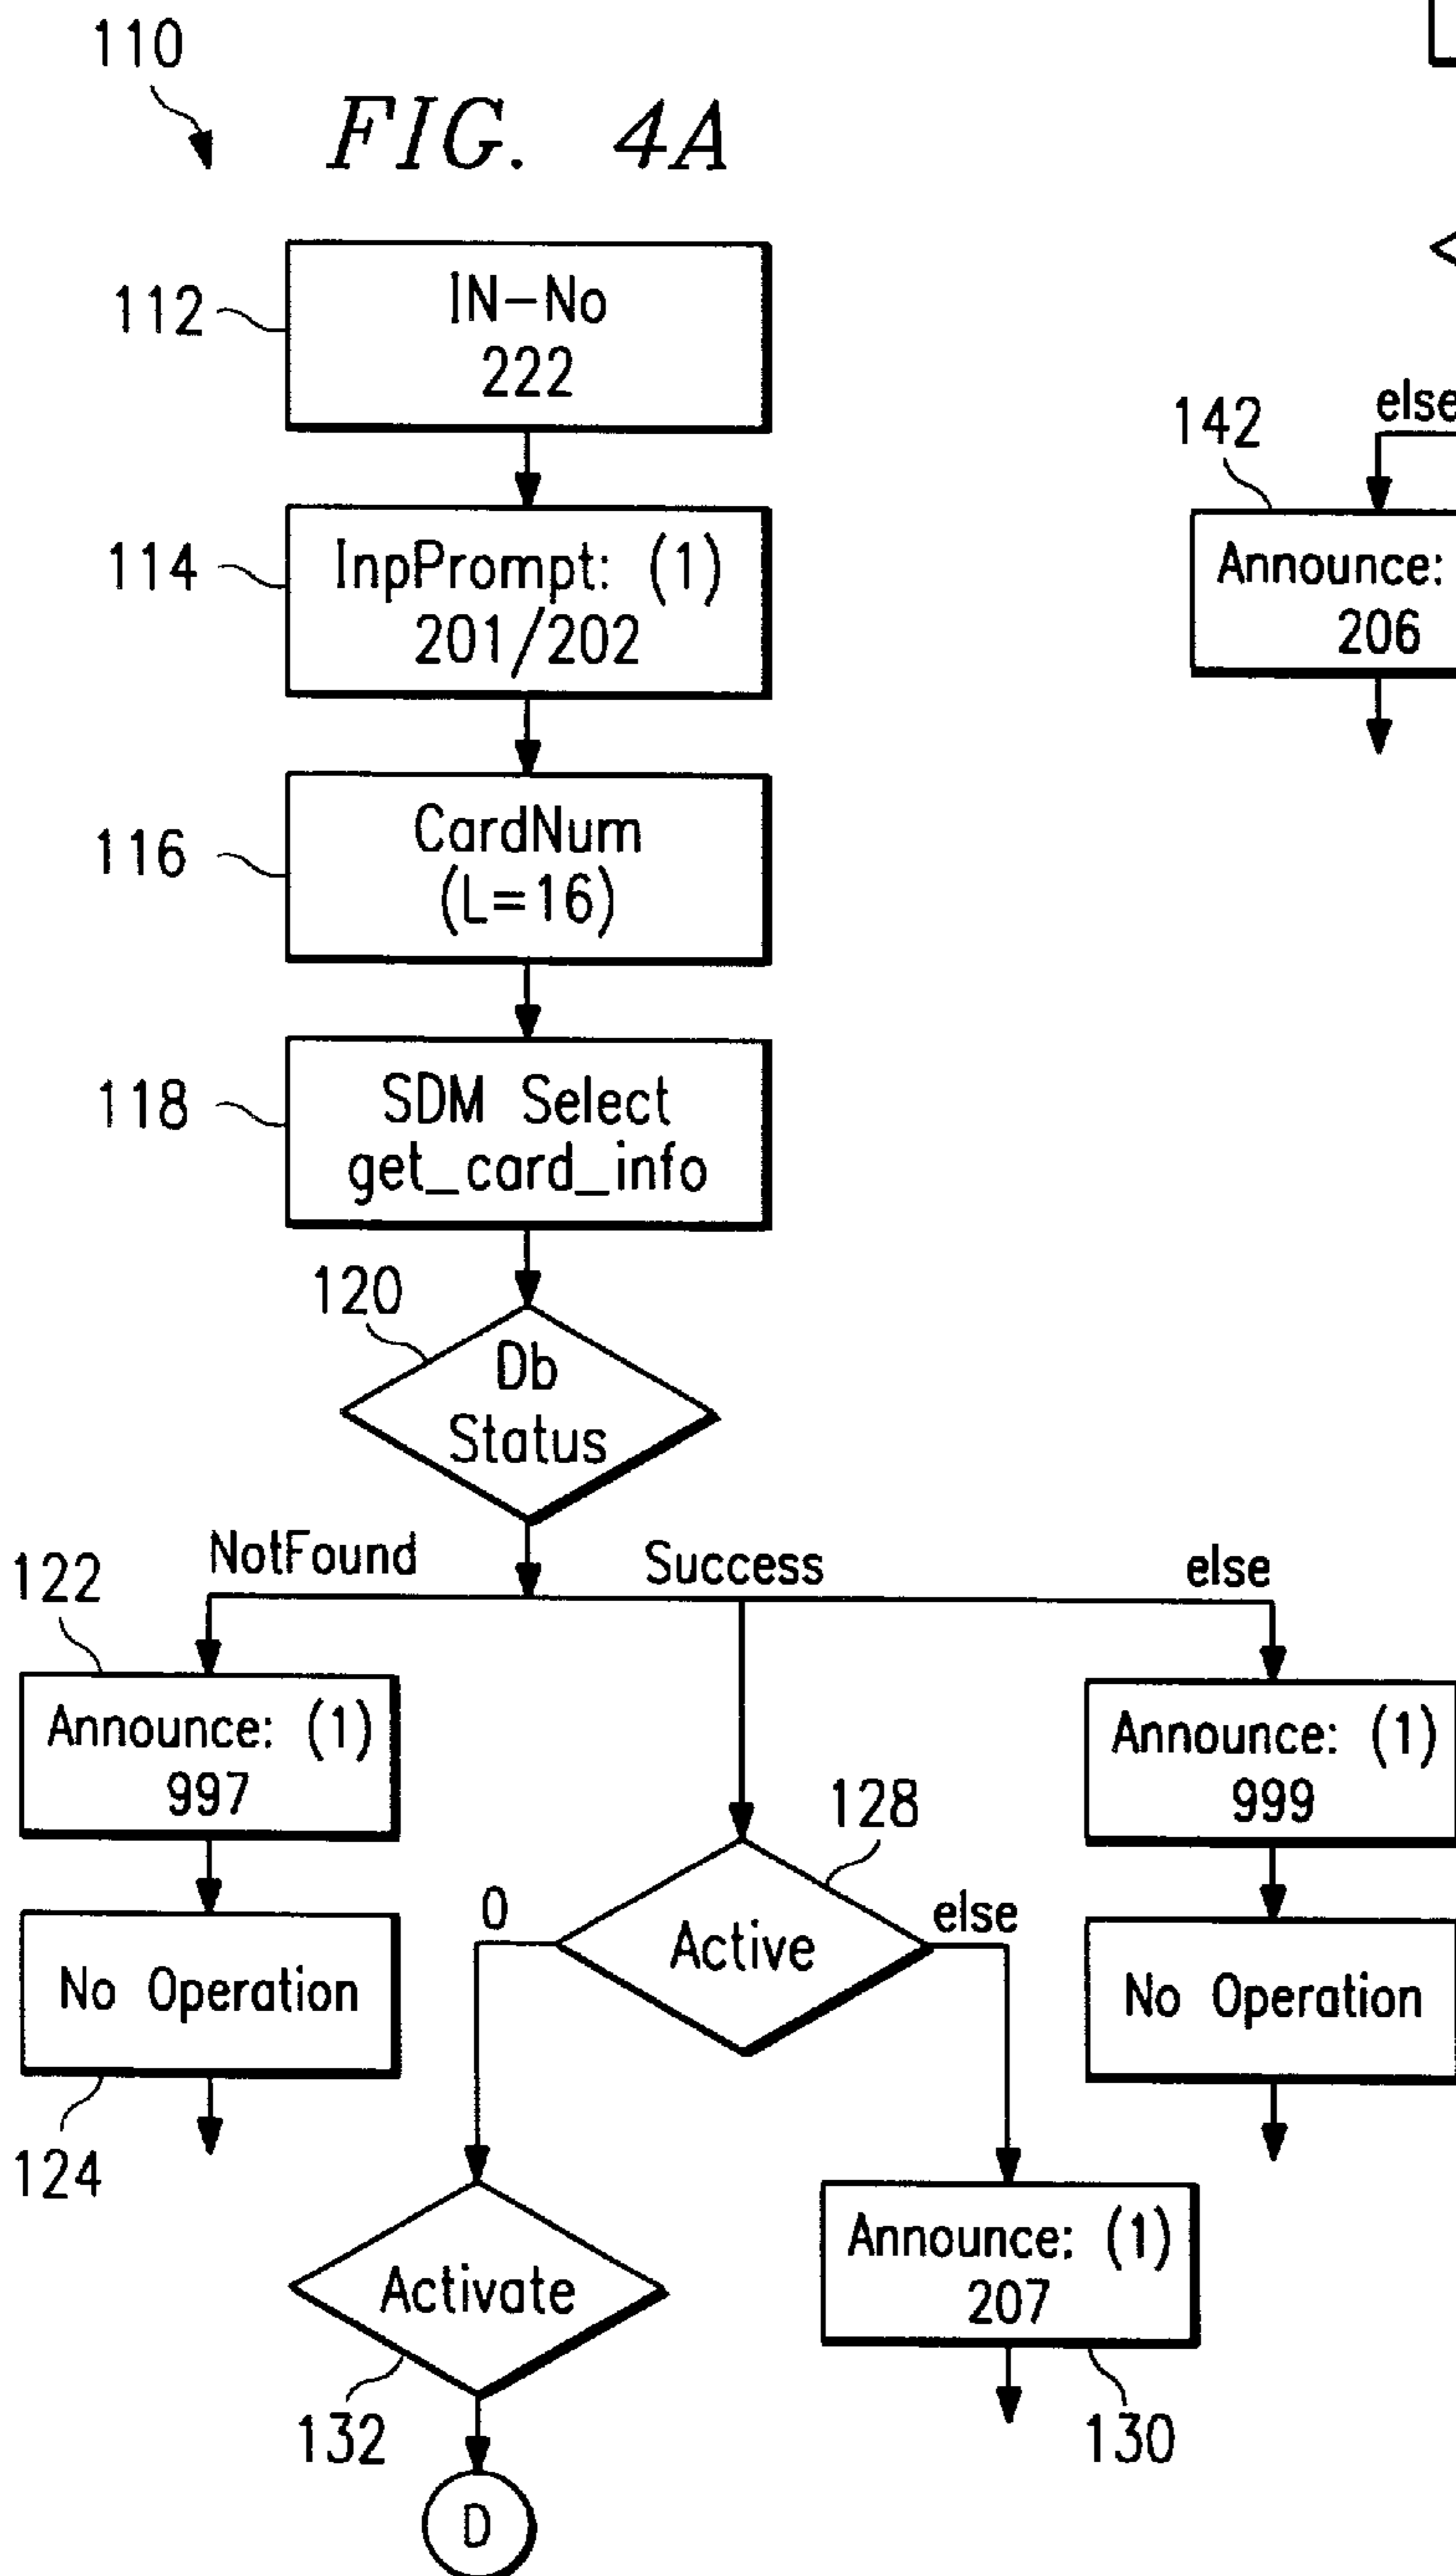 110
FIG. 4A
112
IN-No
222
114
InpPrompt: (1)
201/202
116
CardNum
(L=16)
118
SDM Select
get_card_info
120
Db
Status
NotFound
Success
else
122
Announce: (1)
997
No Operation
124
128
Active
0
else
Announce: (1)
999
No Operation
Activate
132
D
Announce: (1)
207
130
142
else
Announce:
206